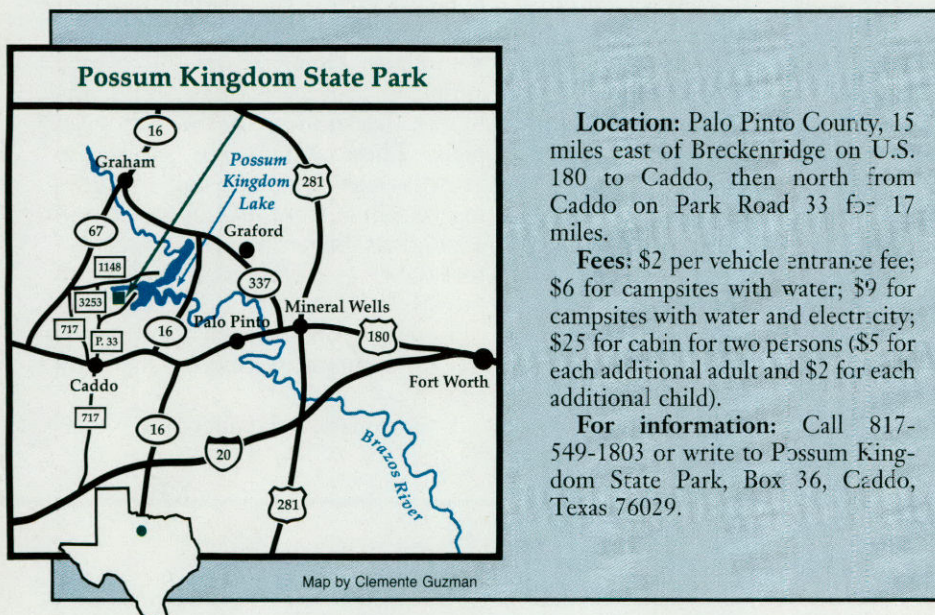 Possum Kingdom State Park
16
Graham
Possum
Kingdom
Lake
281
67
Graford
1148
337
3253
Mineral Wells
717
16
Palo Pinto
180
P. 33
Caddo
Fort Worth
717
16
20
Brazos River
281
Map by Clemente Guzman
Location: Palo Pinto County, 15
miles east of Breckenridge on U.S.
180 to Caddo, then north from
Caddo on Park Road 33 for 17
miles.
Fees: $2 per vehicle entrance fee;
$6 for campsites with water; $9 for
campsites with water and electricity;
$25 for cabin for two persons ($5 for
each additional adult and $2 for each
additional child).
For information: Call 817-
549-1803 or write to Possum King-
dom State Park, Box 36, Caddo,
Texas 76029.